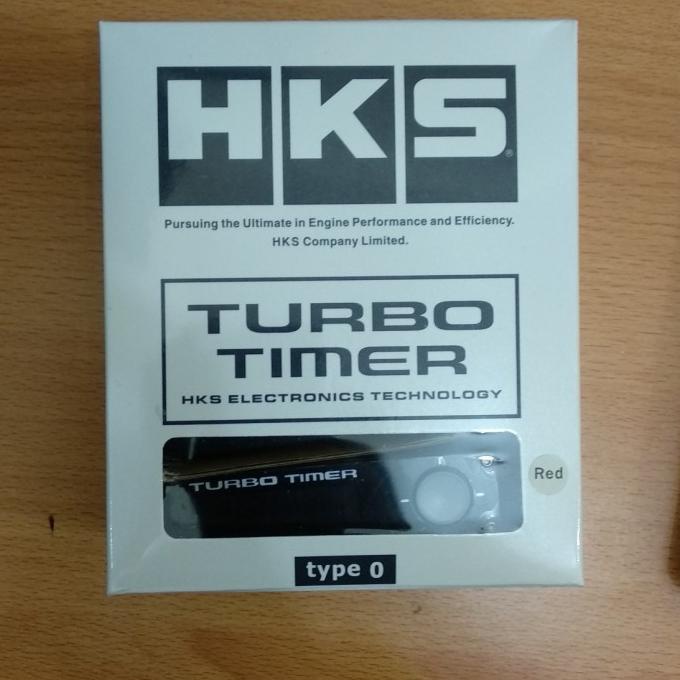 HKS®
Pursuing the Ultimate in Engine Performance and Efficiency.
HKS Company Limited.
TURBO
TIMER
HKS ELECTRONICS TECHNOLOGY
TURBO TIMER
Red
type 0